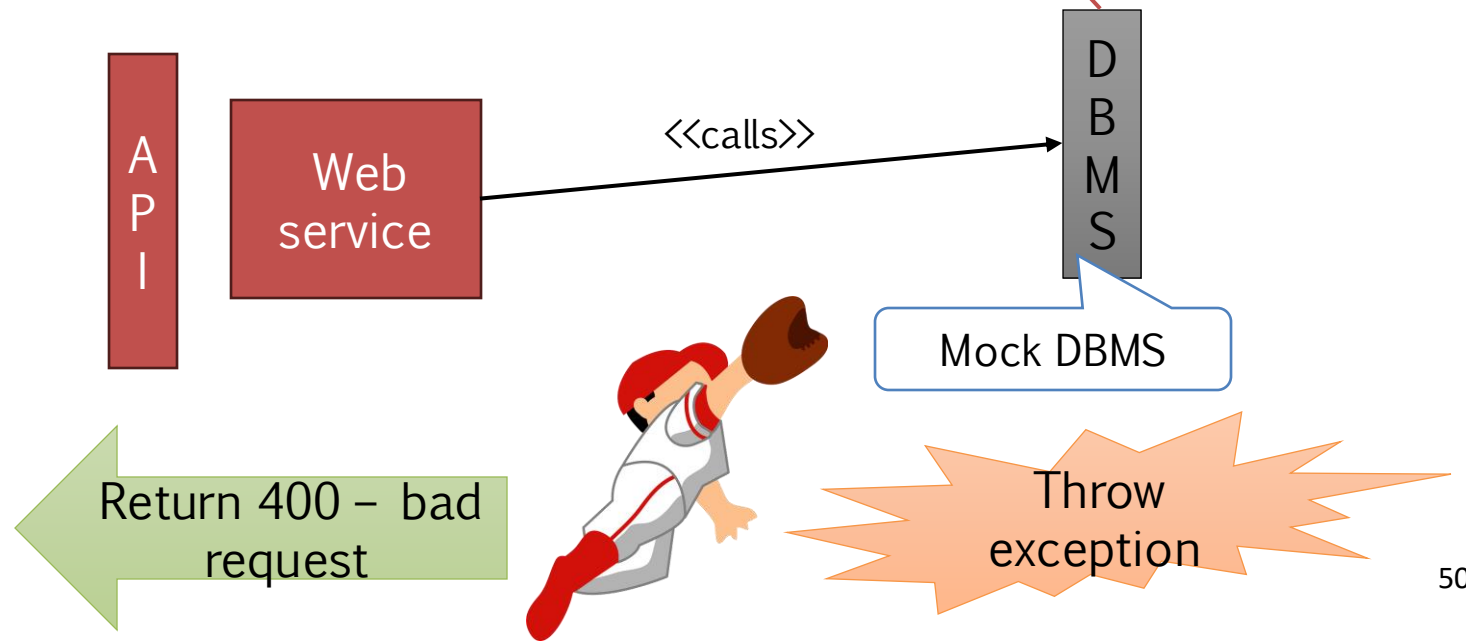 A
P
I
Web
service
<<calls>>
D
B
M
S
Mock DBMS
Return 400 – bad
request
Throw
exception
50